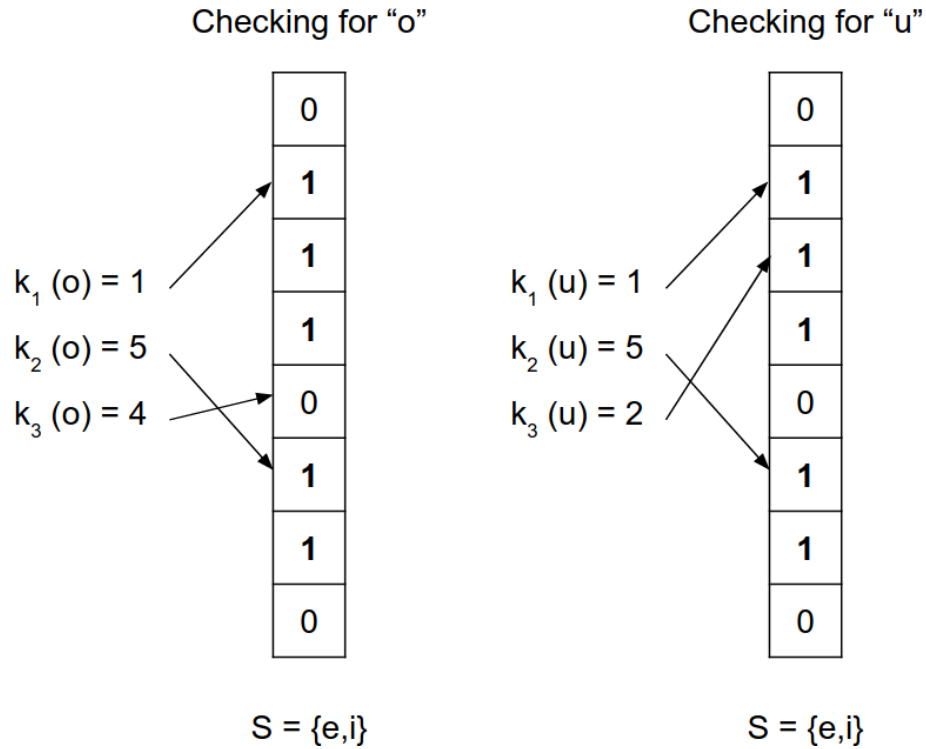 Checking for “o”
0
1
1
1
0
1
1
0
k1 (o) = 1
k2 (o) = 5
k3 (o) = 4
S = {e,i}
Checking for “u”
0
1
1
1
0
1
1
0
k1 (u) = 1
k2 (u) = 5
k3 (u) = 2
S = {e,i}